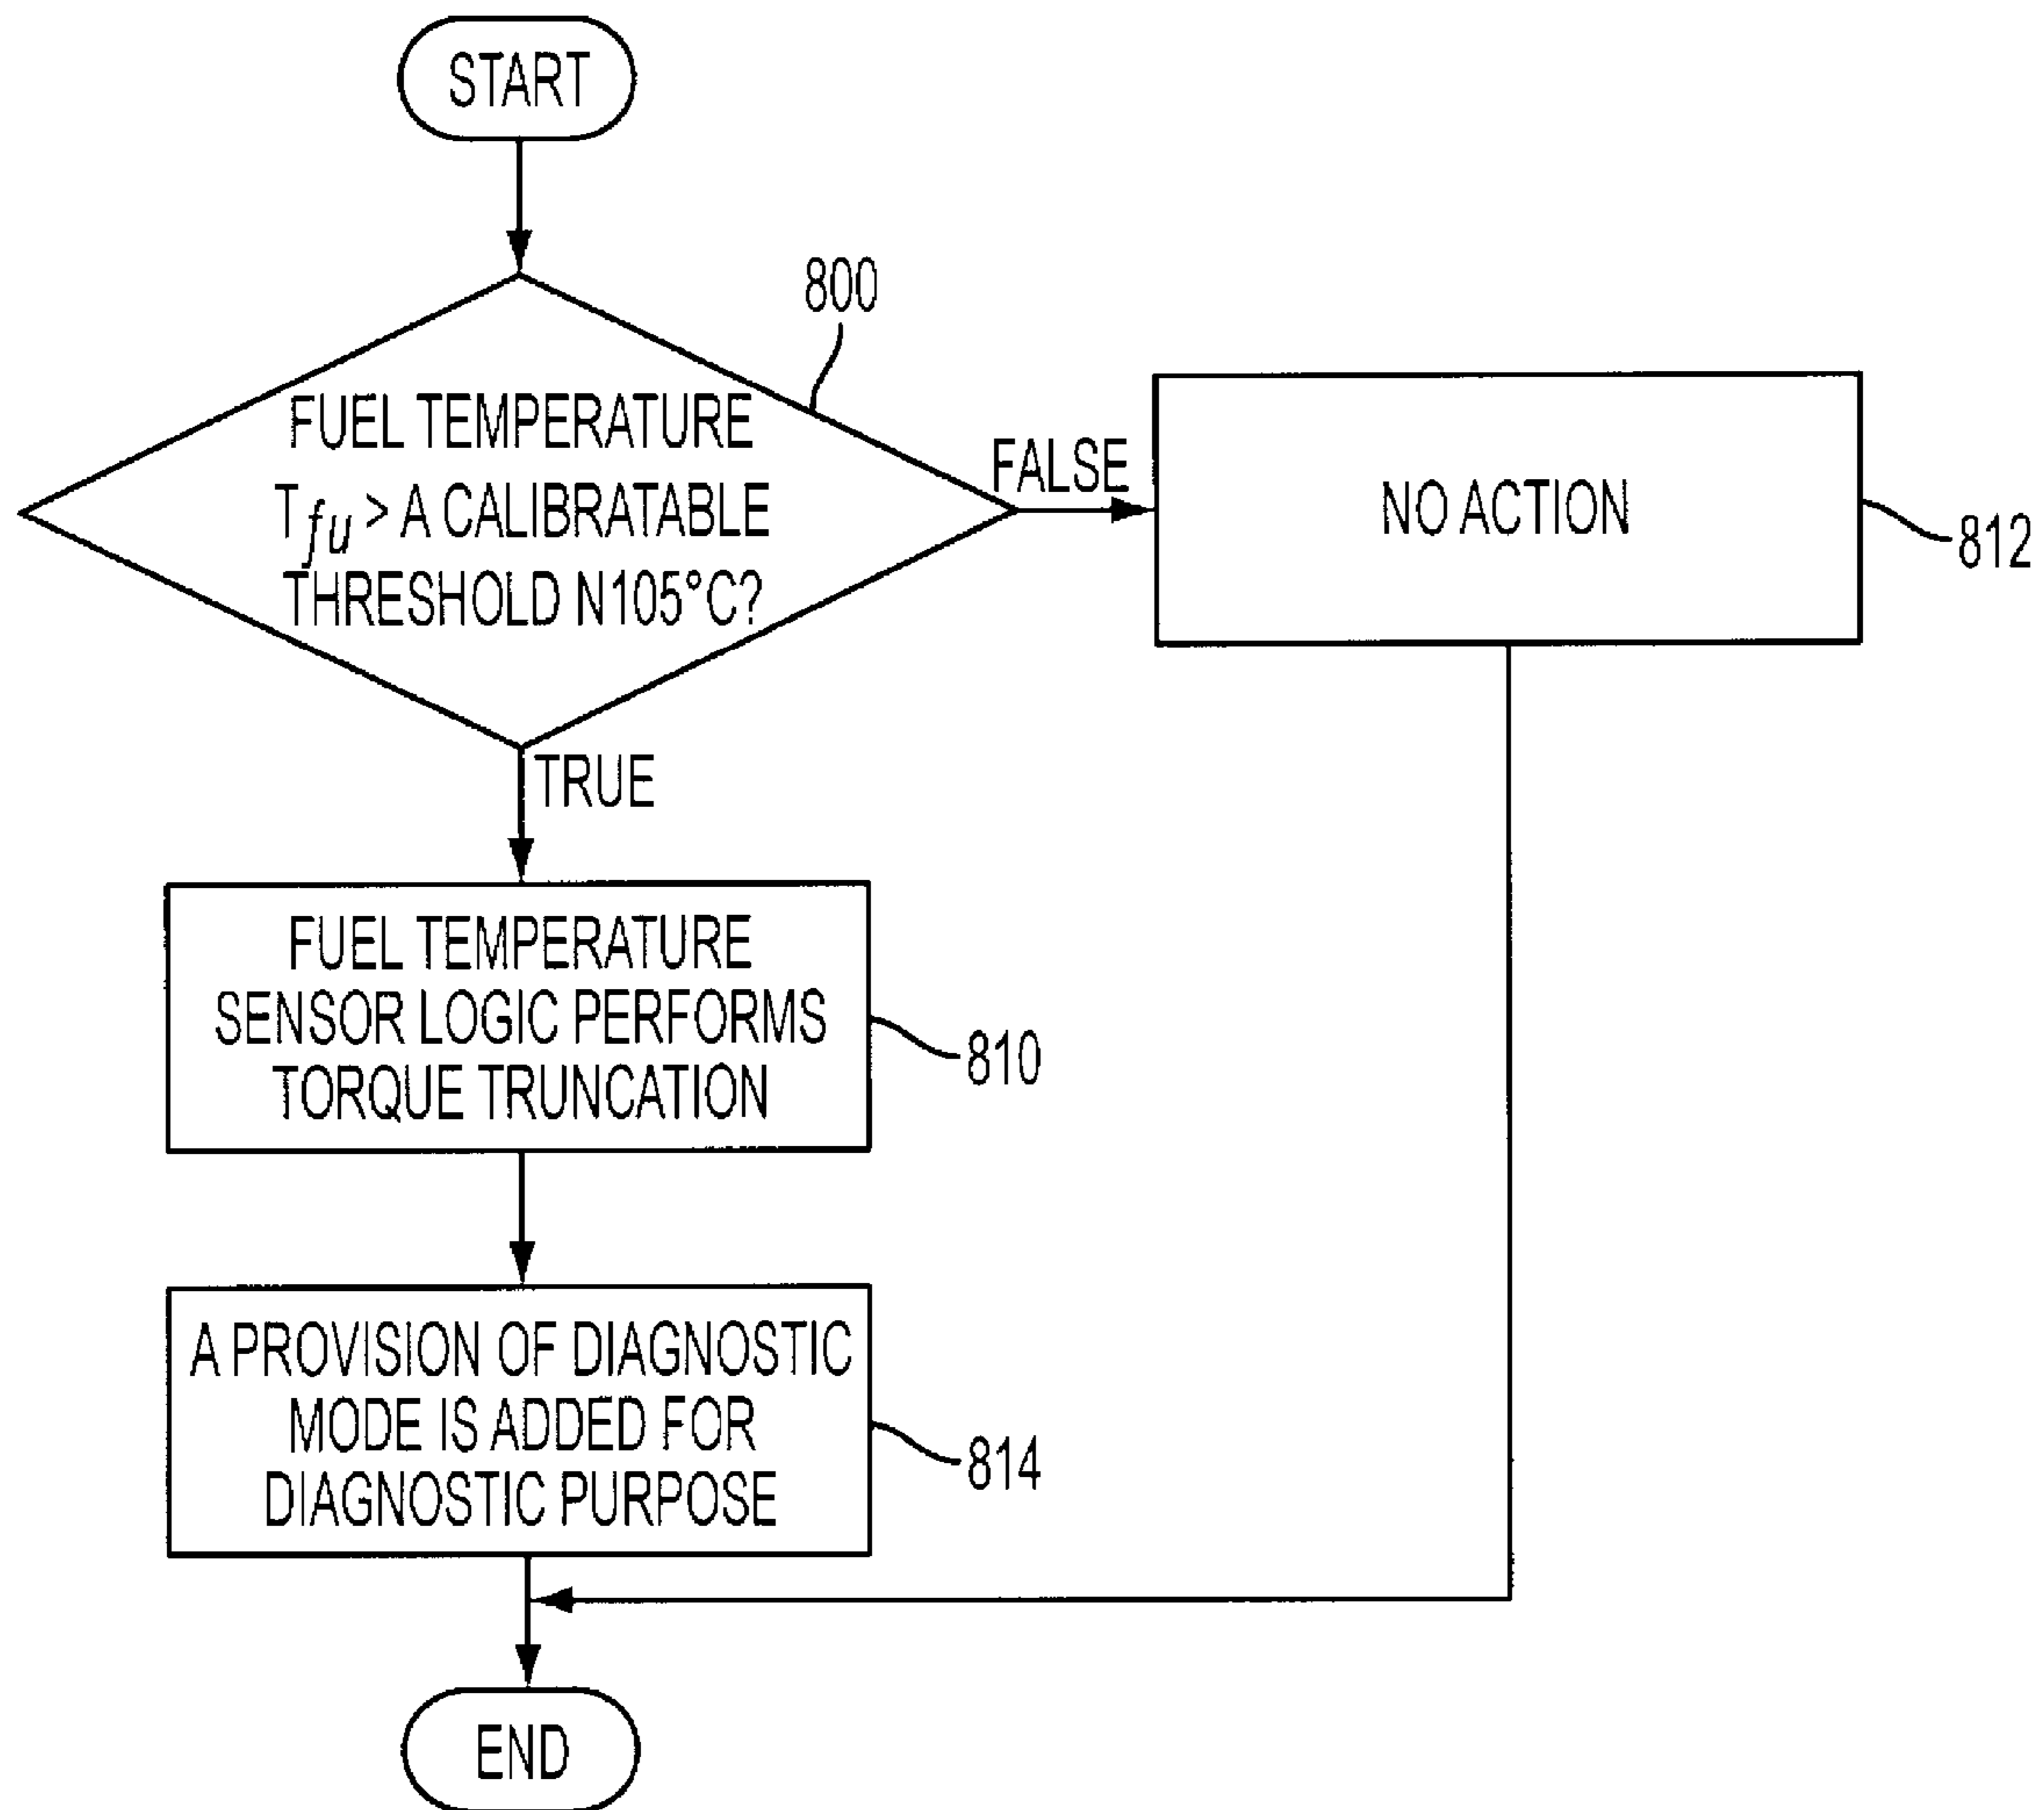 START
800
FUEL TEMPERATURE
Tfu > A CALIBRATABLE
THRESHOLD N105°C?
FALSE
NO ACTION
812
TRUE
FUEL TEMPERATURE
SENSOR LOGIC PERFORMS
TORQUE TRUNCATION
810
A PROVISION OF DIAGNOSTIC
MODE IS ADDED FOR
DIAGNOSTIC PURPOSE
814
END